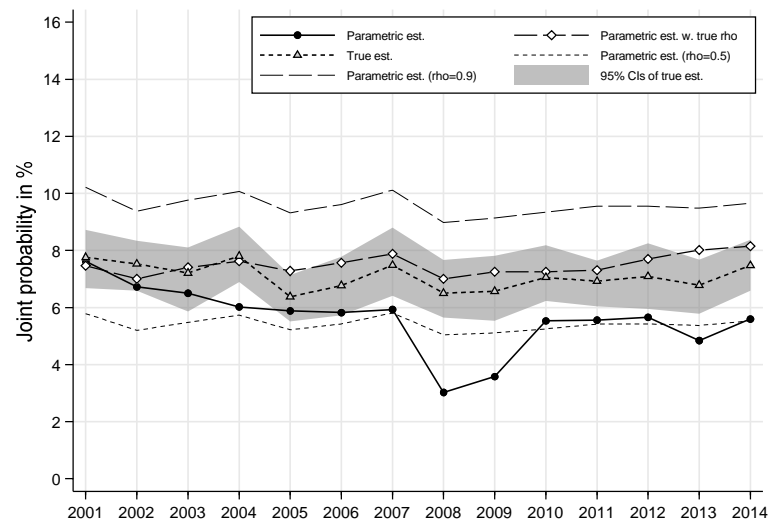 16
14
12
10
8
6
4
2
0
Joint probability in %
Parametric est.
Parametric est. w. true rho
True est.
Parametric est. (rho=0.5)
Parametric est. (rho=0.9)
95% CIs of true est.
2001 2002 2003 2004 2005 2006 2007 2008 2009 2010 2011 2012 2013 2014